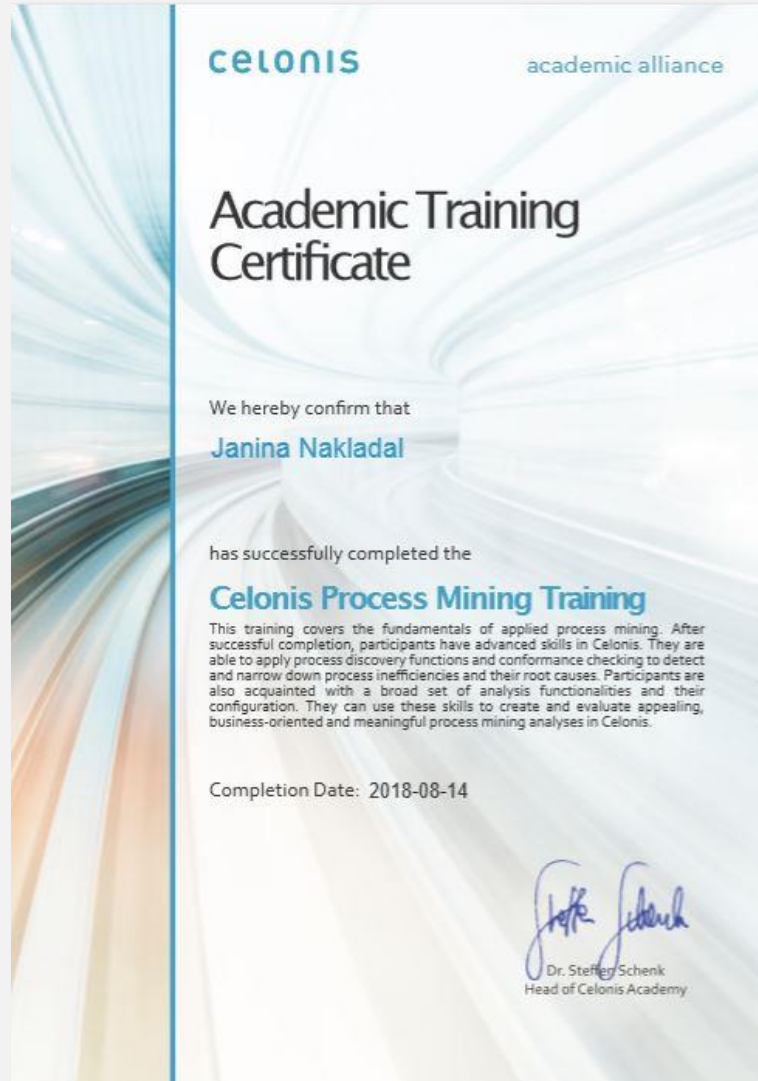 celonis
academic alliance
Academic Training
Certificate
We hereby confirm that
Janina Nakladal
has successfully completed the
Celonis Process Mining Training
This training covers the fundamentals of applied process mining. After
successful completion, participants have advanced skills in Celonis. They are
able to apply process discovery functions and conformance checking to detect
and narrow down process inefficiencies and their root causes. Participants are
also acquainted with a broad set of analysis functionalities and their
configuration. They can use these skills to create and evaluate appealing,
business-oriented and meaningful process mining analyses in Celonis.
Completion Date: 2018-08-14
Steffen Schenk
Dr. Steffen Schenk
Head of Celonis Academy